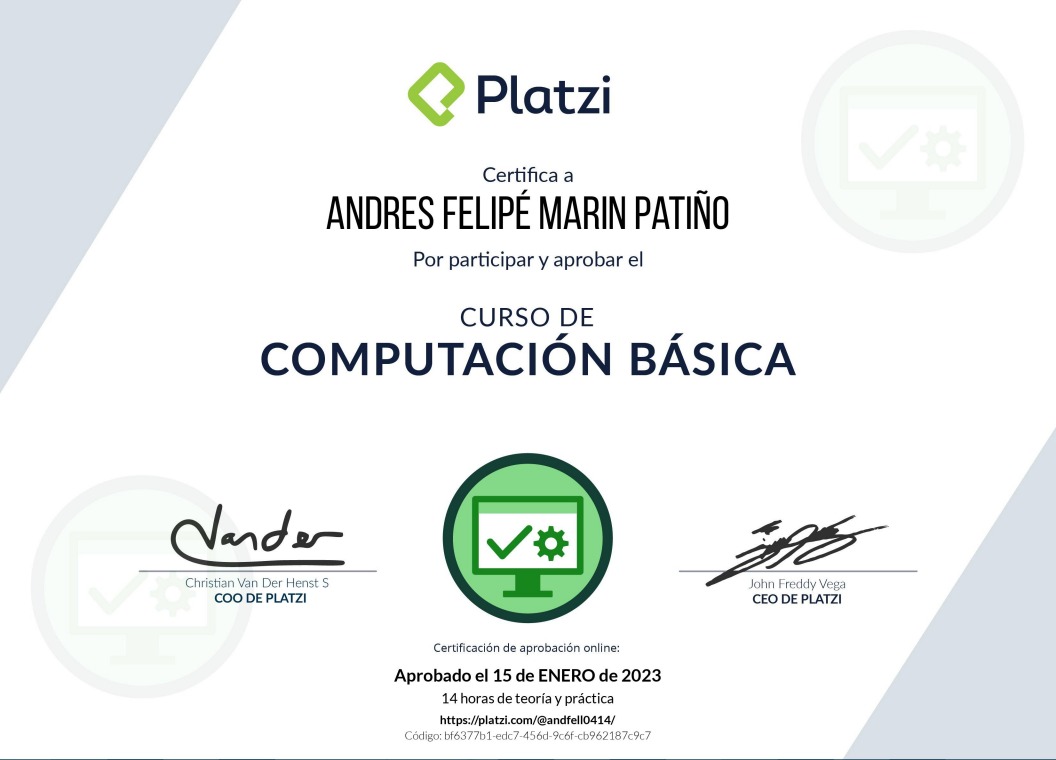 Platzi
Certifica a
ANDRES FELIPÉ MARIN PATIÑO
Por participar y aprobar el
CURSO DE
COMPUTACIÓN BÁSICA
Vander
Christian Van Der Henst S
COO DE PLATZI
John Freddy Vega
CEO DE PLATZI
Certificación de aprobación online:
Aprobado el 15 de ENERO de 2023
14 horas de teoría y práctica
https://platzi.com/@andfell0414/
Código: bf6377b1-edc7-456d-9c6f-cb962187c9c7